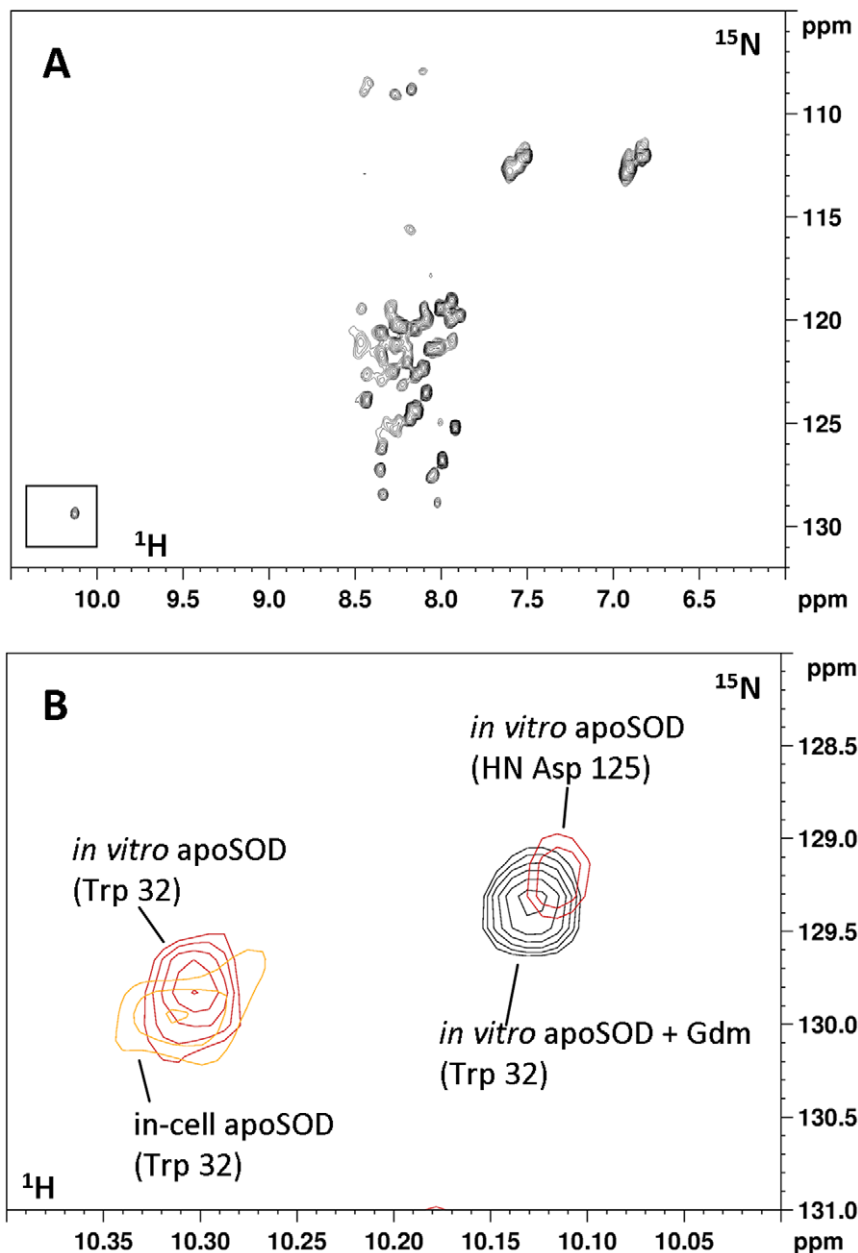 A
¹⁵N
ppm
110
115
120
125
130
¹H
10.0 9.5 9.0 8.5 8.0 7.5 7.0 6.5 ppm
B
¹⁵N
ppm
in vitro apoSOD
(HN Asp 125)
128.5
in vitro apoSOD
(Trp 32)
129.0
129.5
in vitro apoSOD + Gdm
(Trp 32)
130.0
in-cell apoSOD
(Trp 32)
130.5
¹H
131.0
10.35 10.30 10.25 10.20 10.15 10.10 10.05 ppm